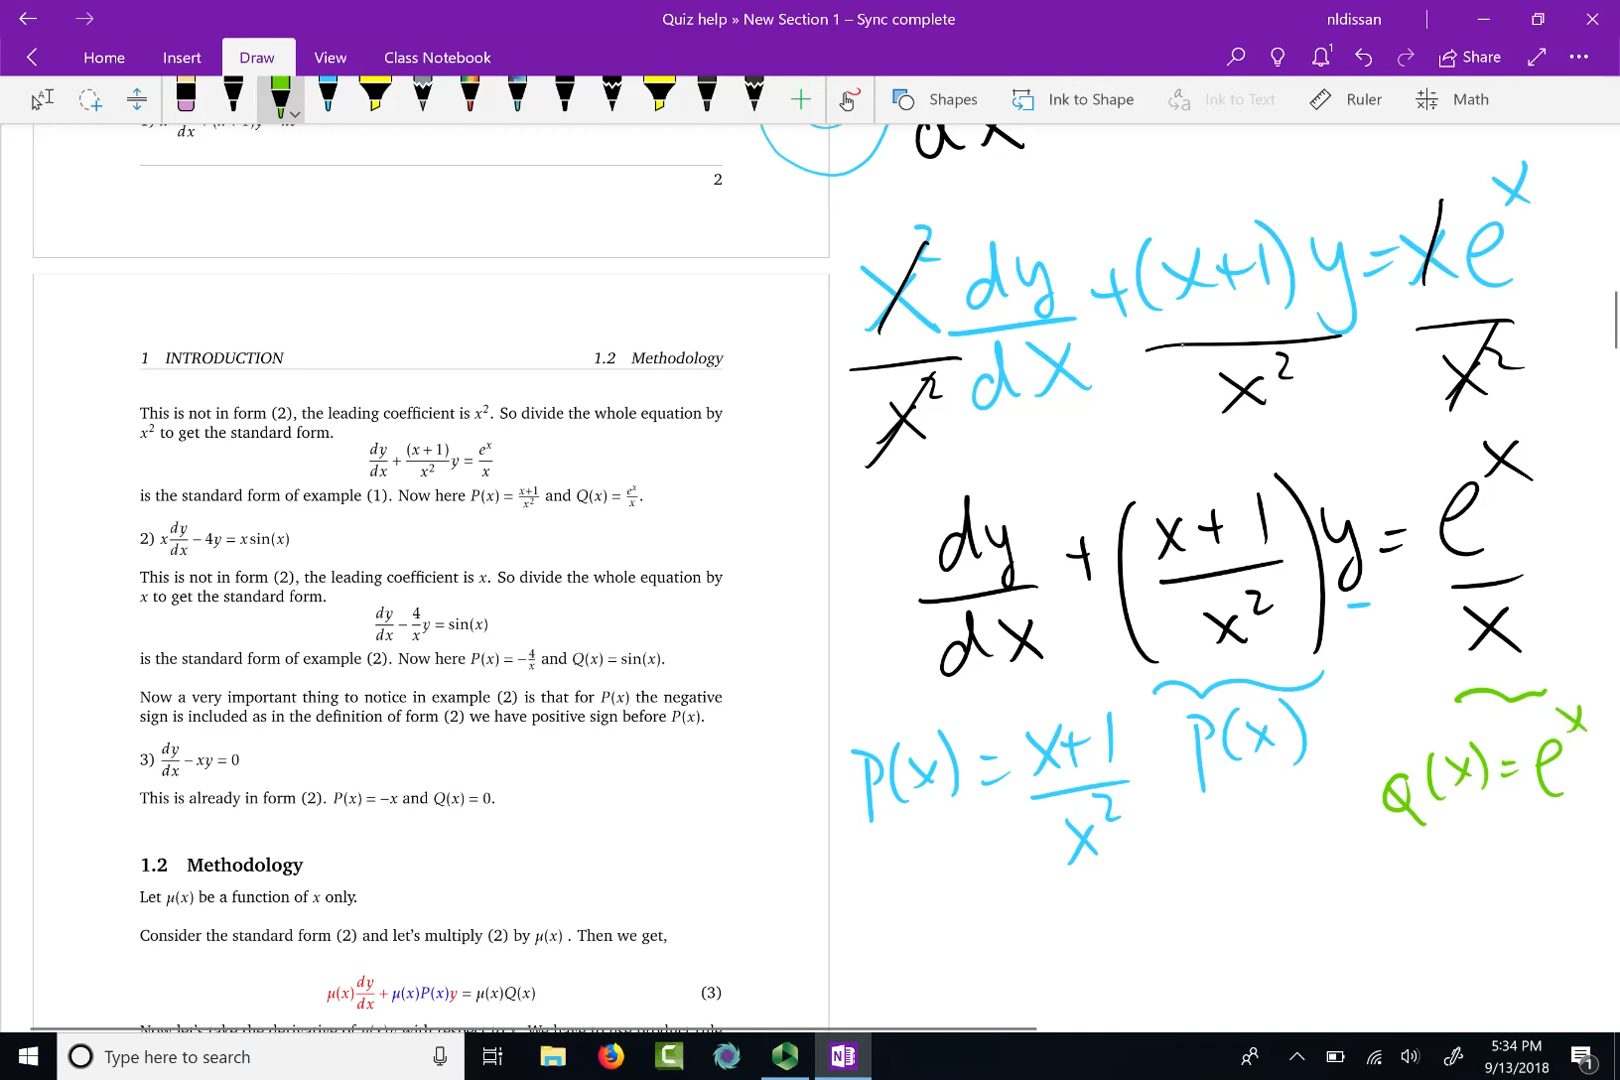 Quiz help » New Section 1 – Sync complete
nldissan
Home Insert Draw View Class Notebook
1 Share
Shapes Ink to Shape Ink to Text Ruler Math
dx
2
1 INTRODUCTION 1.2 Methodology
This is not in form (2), the leading coefficient is x². So divide the whole equation by
x² to get the standard form.
dy/dx + (x+1)/x² y = eˣ/x
is the standard form of example (1). Now here P(x) = x+1/x² and Q(x) = eˣ/x.
2) x dy/dx − 4y = x sin(x)
This is not in form (2), the leading coefficient is x. So divide the whole equation by
x to get the standard form.
dy/dx − 4/x y = sin(x)
is the standard form of example (2). Now here P(x) = −4/x and Q(x) = sin(x).
Now a very important thing to notice in example (2) is that for P(x) the negative
sign is included as in the definition of form (2) we have positive sign before P(x).
3) dy/dx − xy = 0
This is already in form (2). P(x) = −x and Q(x) = 0.
1.2 Methodology
Let μ(x) be a function of x only.
Consider the standard form (2) and let's multiply (2) by μ(x) . Then we get,
μ(x) dy/dx + μ(x)P(x)y = μ(x)Q(x) (3)
dx
x²/x² dy/dx + (x+1)y/x² = xeˣ/x²
dy/dx + (x+1/x²)y = eˣ/x
P(x)
P(x) = x+1/x²
Q(x) = eˣ
Type here to search
5:34 PM
9/13/2018
1